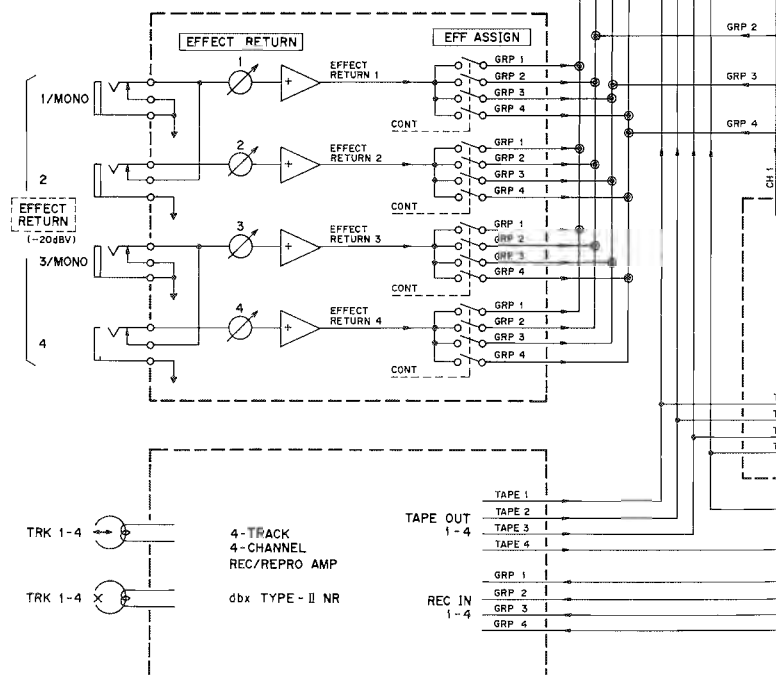 EFFECT RETURN
EFF ASSIGN
GRP 2
GRP 3
GRP 4
CH 1
1/MONO
2
EFFECT
RETURN
(-20dBV)
3/MONO
4
1
EFFECT
RETURN 1
GRP 1
GRP 2
GRP 3
GRP 4
CONT
2
EFFECT
RETURN 2
GRP 1
GRP 2
GRP 3
GRP 4
CONT
3
EFFECT
RETURN 3
GRP 1
GRP 2
GRP 3
GRP 4
CONT
4
EFFECT
RETURN 4
GRP 1
GRP 2
GRP 3
GRP 4
CONT
TRK 1-4
TRK 1-4
4-TRACK
4-CHANNEL
REC/REPRO AMP
dbx TYPE-II NR
TAPE OUT
1-4
TAPE 1
TAPE 2
TAPE 3
TAPE 4
REC IN
1-4
GRP 1
GRP 2
GRP 3
GRP 4